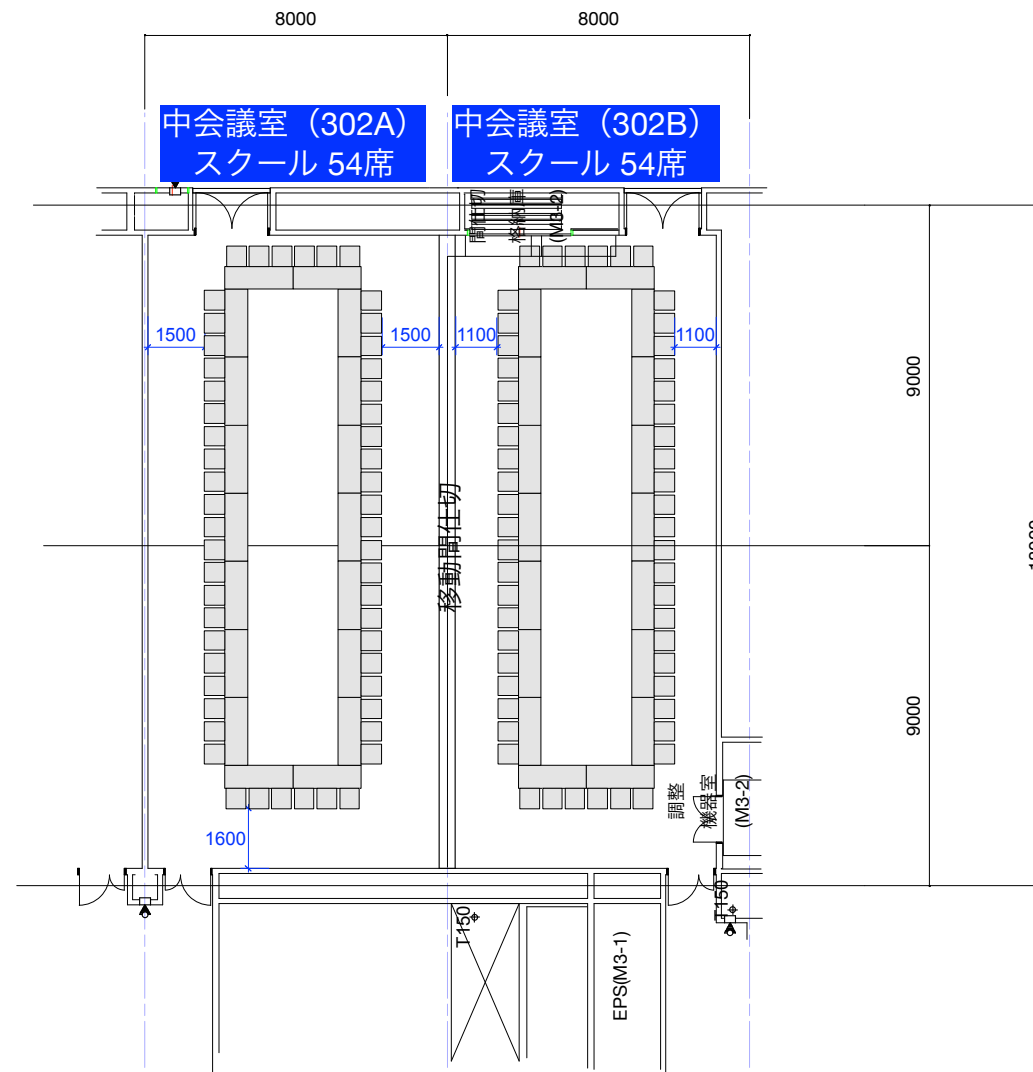 8000
8000
中会議室（302A）
スクール 54席
中会議室（302B）
スクール 54席
間仕切
格納庫
(M3-2)
1500
1500
1100
1100
9000
移動間仕切
9000
調整
機器室
(M3-2)
1600
T150
T150
EPS(M3-1)